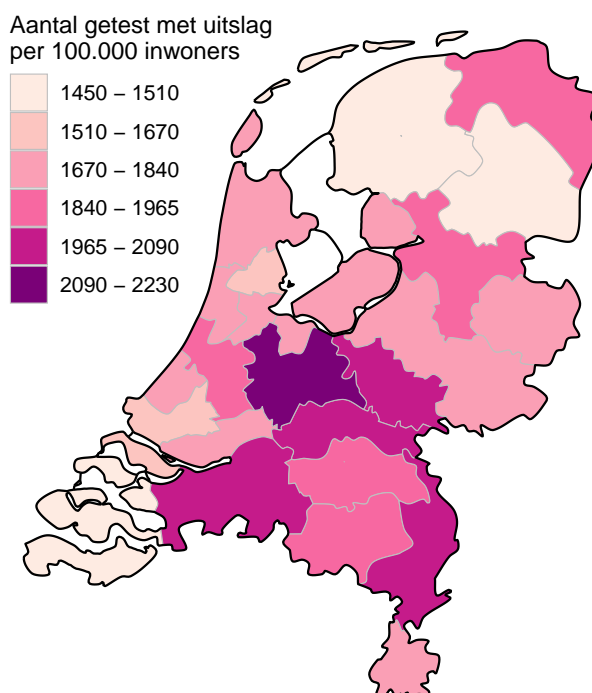 Aantal getest met uitslag
per 100.000 inwoners
1450 – 1510
1510 – 1670
1670 – 1840
1840 – 1965
1965 – 2090
2090 – 2230